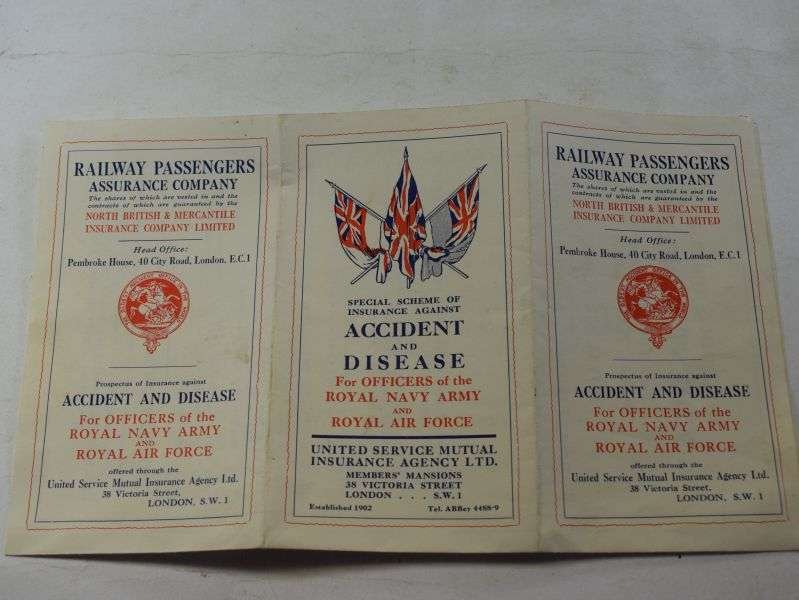 RAILWAY PASSENGERS
ASSURANCE COMPANY
The shares of which are vested in and the
contracts of which are guaranteed by the
NORTH BRITISH & MERCANTILE
INSURANCE COMPANY LIMITED
Head Office:
Pembroke House, 40 City Road, London, E.C.1
Prospectus of Insurance against
ACCIDENT AND DISEASE
For OFFICERS of the
ROYAL NAVY ARMY
AND
ROYAL AIR FORCE
offered through the
United Service Mutual Insurance Agency Ltd.
38 Victoria Street,
LONDON, S.W. 1
SPECIAL SCHEME OF
INSURANCE AGAINST
ACCIDENT
AND
DISEASE
For OFFICERS of the
ROYAL NAVY ARMY
AND
ROYAL AIR FORCE
UNITED SERVICE MUTUAL
INSURANCE AGENCY LTD.
MEMBERS' MANSIONS
38 VICTORIA STREET
LONDON . . . S.W. 1
Established 1902 Tel. ABBey 4488-9
RAILWAY PASSENGERS
ASSURANCE COMPANY
The shares of which are vested in and the
contracts of which are guaranteed by the
NORTH BRITISH & MERCANTILE
INSURANCE COMPANY LIMITED
Head Office:
Pembroke House, 40 City Road, London, E.C.1
Prospectus of Insurance against
ACCIDENT AND DISEASE
For OFFICERS of the
ROYAL NAVY ARMY
AND
ROYAL AIR FORCE
offered through the
United Service Mutual Insurance Agency Ltd.
38 Victoria Street,
LONDON, S.W. 1